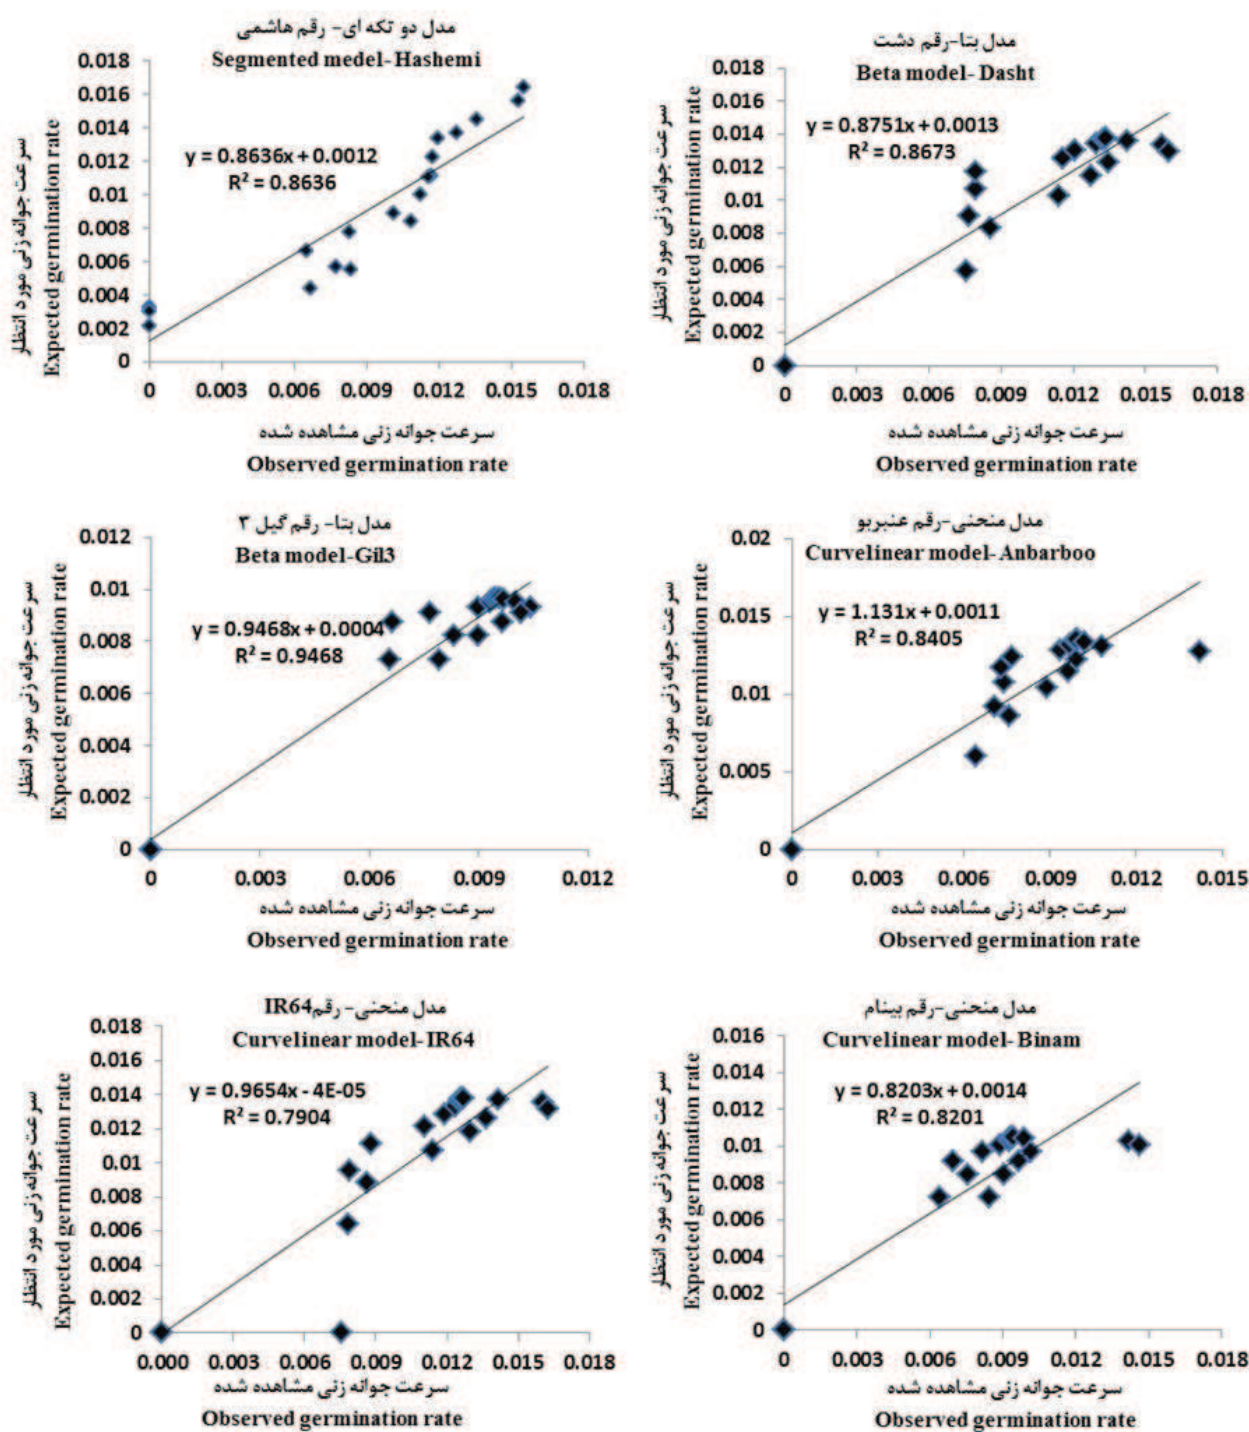 مدل دو تکه ای- رقم هاشمی
Segmented medel- Hashemi
0.018
0.016
0.014
0.012
0.01
0.008
0.006
0.004
0.002
0
y = 0.8636x + 0.0012
R² = 0.8636
سرعت جوانه زنی مورد انتظار
Expected germination rate
0 0.003 0.006 0.009 0.012 0.015 0.018
سرعت جوانه زنی مشاهده شده
Observed germination rate
مدل بتا-رقم دشت
Beta model- Dasht
0.018
0.016
0.014
0.012
0.01
0.008
0.006
0.004
0.002
0
y = 0.8751x + 0.0013
R² = 0.8673
سرعت جوانه زنی مورد انتظار
Expected germination rate
0 0.003 0.006 0.009 0.012 0.015 0.018
سرعت جوانه زنی مشاهده شده
Observed germination rate
مدل بتا- رقم گیل ۳
Beta model-Gil3
0.012
0.01
0.008
0.006
0.004
0.002
0
y = 0.9468x + 0.0004
R² = 0.9468
سرعت جوانه زنی مورد انتظار
Expected germination rate
0 0.003 0.006 0.009 0.012
سرعت جوانه زنی مشاهده شده
Observed germination rate
مدل منحنی-رقم عنبربو
Curvelinear model- Anbarboo
0.02
0.015
0.01
0.005
0
y = 1.131x + 0.0011
R² = 0.8405
سرعت جوانه زنی مورد انتظار
Expected germination rate
0 0.003 0.006 0.009 0.012 0.015
سرعت جوانه زنی مشاهده شده
Observed germination rate
مدل منحنی- رقم IR64
Curvelinear model- IR64
0.018
0.016
0.014
0.012
0.01
0.008
0.006
0.004
0.002
0
y = 0.9654x - 4E-05
R² = 0.7904
سرعت جوانه زنی مورد انتظار
Expected germination rate
0.000 0.003 0.006 0.009 0.012 0.015 0.018
سرعت جوانه زنی مشاهده شده
Observed germination rate
مدل منحنی-رقم بینام
Curvelinear model- Binam
0.016
0.014
0.012
0.01
0.008
0.006
0.004
0.002
0
y = 0.8203x + 0.0014
R² = 0.8201
سرعت جوانه زنی مورد انتظار
Expected germination rate
0 0.003 0.006 0.009 0.012 0.015 0.018
سرعت جوانه زنی مشاهده شده
Observed germination rate